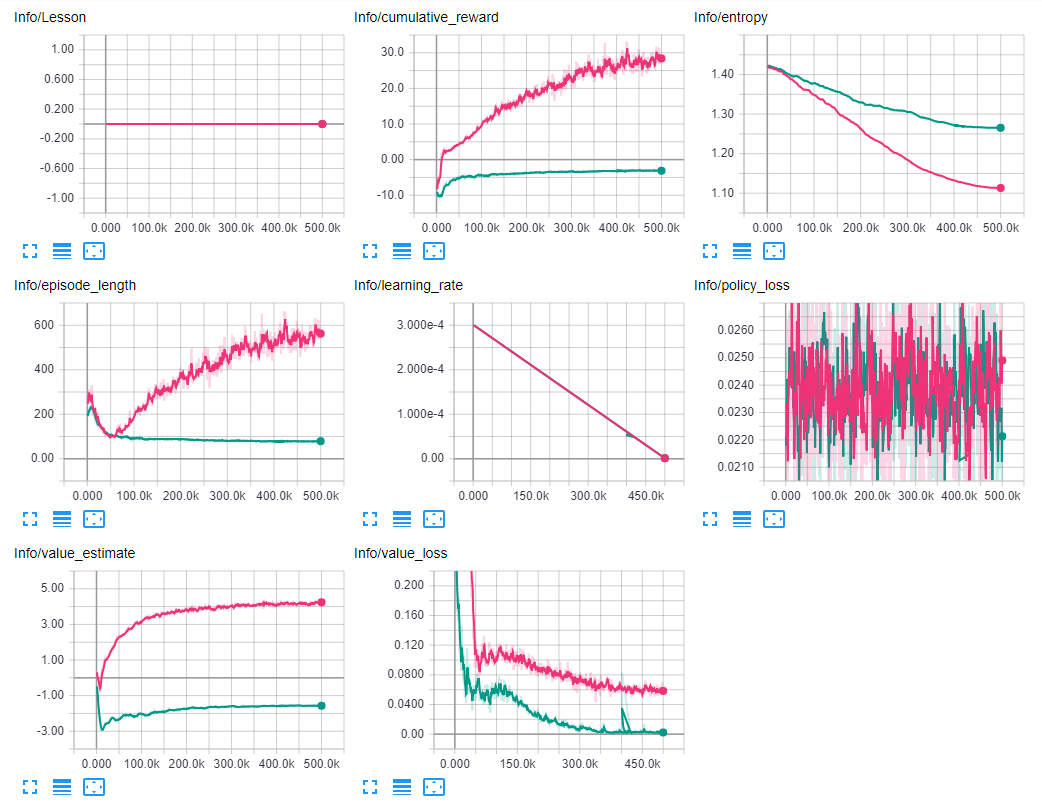 Info/Lesson
1.00
0.600
0.200
-0.200
-0.600
-1.00
0.000 100.0k 200.0k 300.0k 400.0k 500.0k
Info/cumulative_reward
30.0
20.0
10.0
0.00
-10.0
0.000 100.0k 200.0k 300.0k 400.0k 500.0k
Info/entropy
1.40
1.30
1.20
1.10
0.000 100.0k 200.0k 300.0k 400.0k 500.0k
Info/episode_length
600
400
200
0.00
0.000 100.0k 200.0k 300.0k 400.0k 500.0k
Info/learning_rate
3.000e-4
2.000e-4
1.000e-4
0.00
0.000 150.0k 300.0k 450.0k
Info/policy_loss
0.0260
0.0250
0.0240
0.0230
0.0220
0.0210
0.000 100.0k 200.0k 300.0k 400.0k 500.0k
Info/value_estimate
5.00
3.00
1.00
-1.00
-3.00
0.000 100.0k 200.0k 300.0k 400.0k 500.0k
Info/value_loss
0.200
0.160
0.120
0.0800
0.0400
0.00
0.000 150.0k 300.0k 450.0k